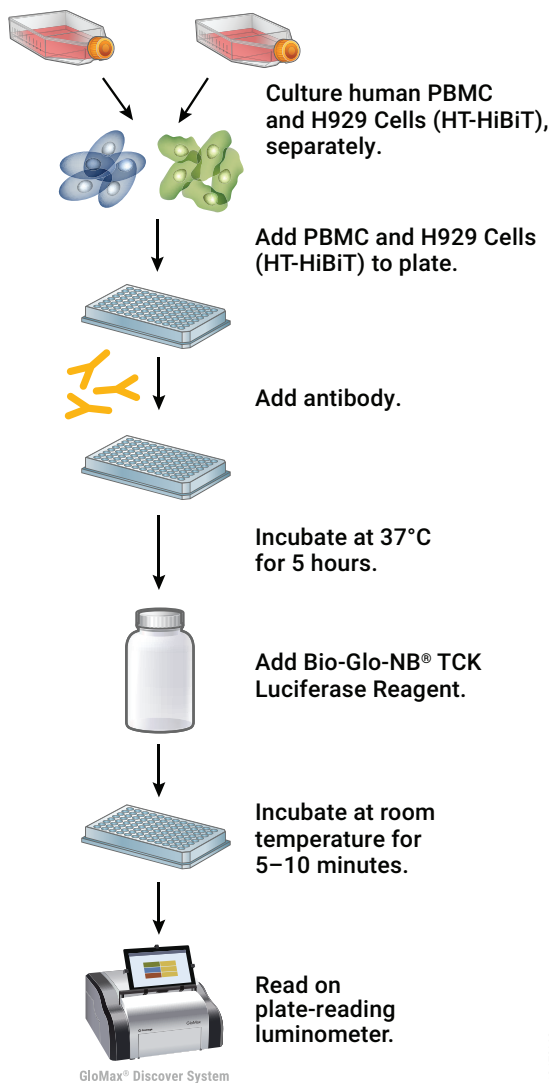 Culture human PBMC
and H929 Cells (HT-HiBiT),
separately.
Add PBMC and H929 Cells
(HT-HiBiT) to plate.
Add antibody.
Incubate at 37°C
for 5 hours.
Add Bio-Glo-NB® TCK
Luciferase Reagent.
Incubate at room
temperature for
5–10 minutes.
Read on
plate-reading
luminometer.
GloMax
GloMax® Discover System